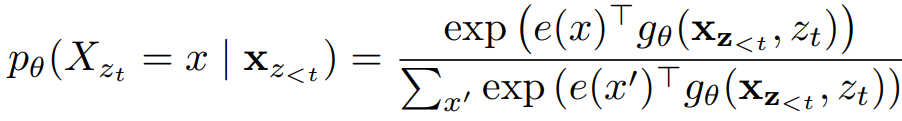 p_θ(X_{z_t} = x | 𝐱_{z_{<t}}) = exp(e(x)^⊤ g_θ(𝐱_{𝐳_{<t}}, z_t)) / ∑_{x′} exp(e(x′)^⊤ g_θ(𝐱_{𝐳_{<t}}, z_t))